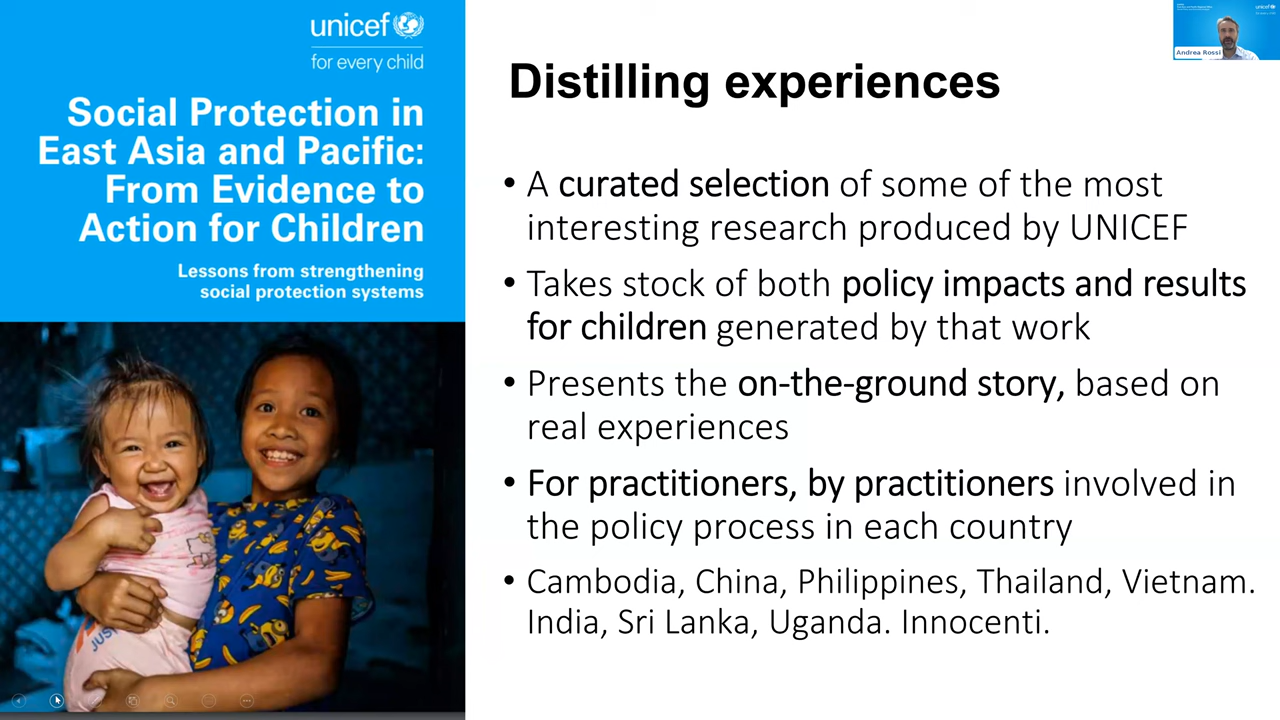 unicef
for every child
Social Protection in
East Asia and Pacific:
From Evidence to
Action for Children
Lessons from strengthening
social protection systems
JUS
Distilling experiences
• A curated selection of some of the most
interesting research produced by UNICEF
• Takes stock of both policy impacts and results
for children generated by that work
• Presents the on-the-ground story, based on
real experiences
• For practitioners, by practitioners involved in
the policy process in each country
• Cambodia, China, Philippines, Thailand, Vietnam.
India, Sri Lanka, Uganda. Innocenti.
unicef
Andrea Rossi